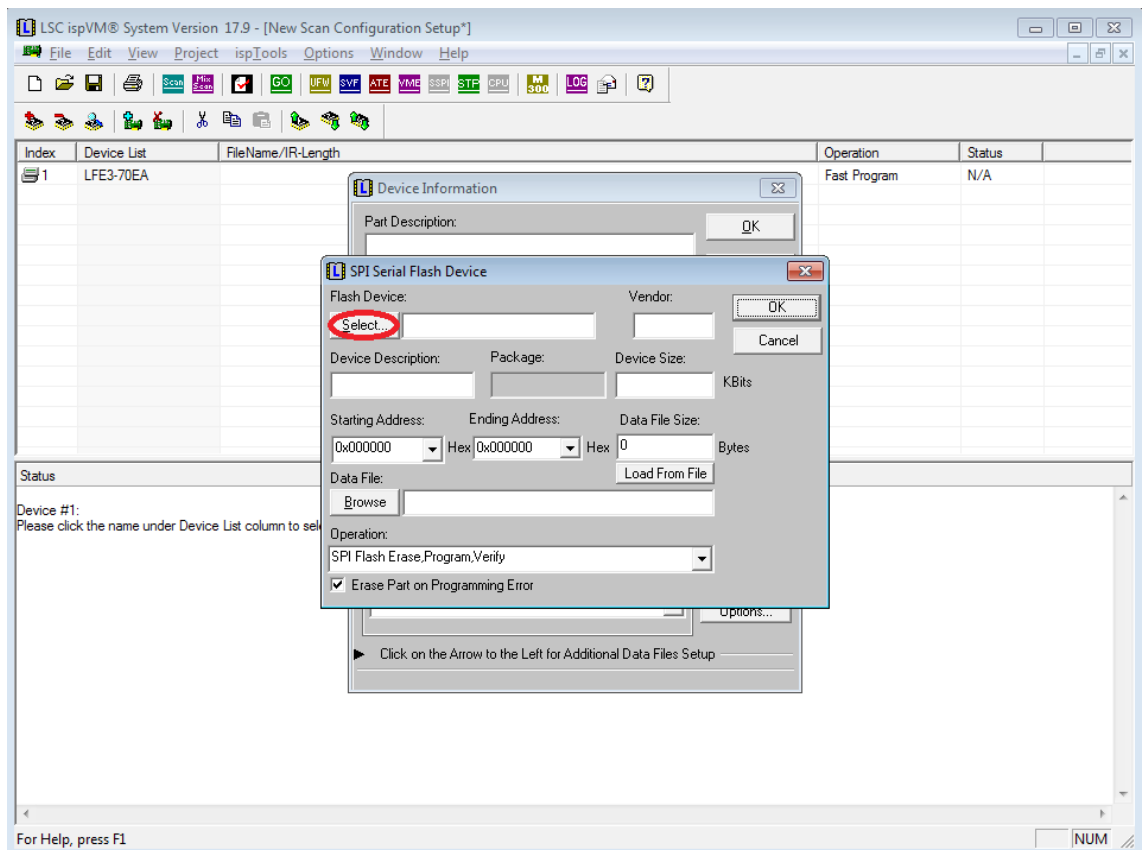 LSC ispVM® System Version 17.9 - [New Scan Configuration Setup*]
File Edit View Project ispTools Options Window Help
Scan Mix Scan GO UFW SVF ATE VME SSPI STP CPU M SOC LOG
Index Device List FileName/IR-Length Operation Status
1 LFE3-70EA Fast Program N/A
Device Information
Part Description:
OK
SPI Serial Flash Device
Flash Device: Vendor:
OK
Select...
Cancel
Device Description: Package: Device Size:
KBits
Starting Address: Ending Address: Data File Size:
0x000000 Hex 0x000000 Hex 0 Bytes
Load From File
Data File:
Browse
Operation:
SPI Flash Erase,Program,Verify
Erase Part on Programming Error
Options...
Click on the Arrow to the Left for Additional Data Files Setup
Status
Device #1:
Please click the name under Device List column to
For Help, press F1 NUM